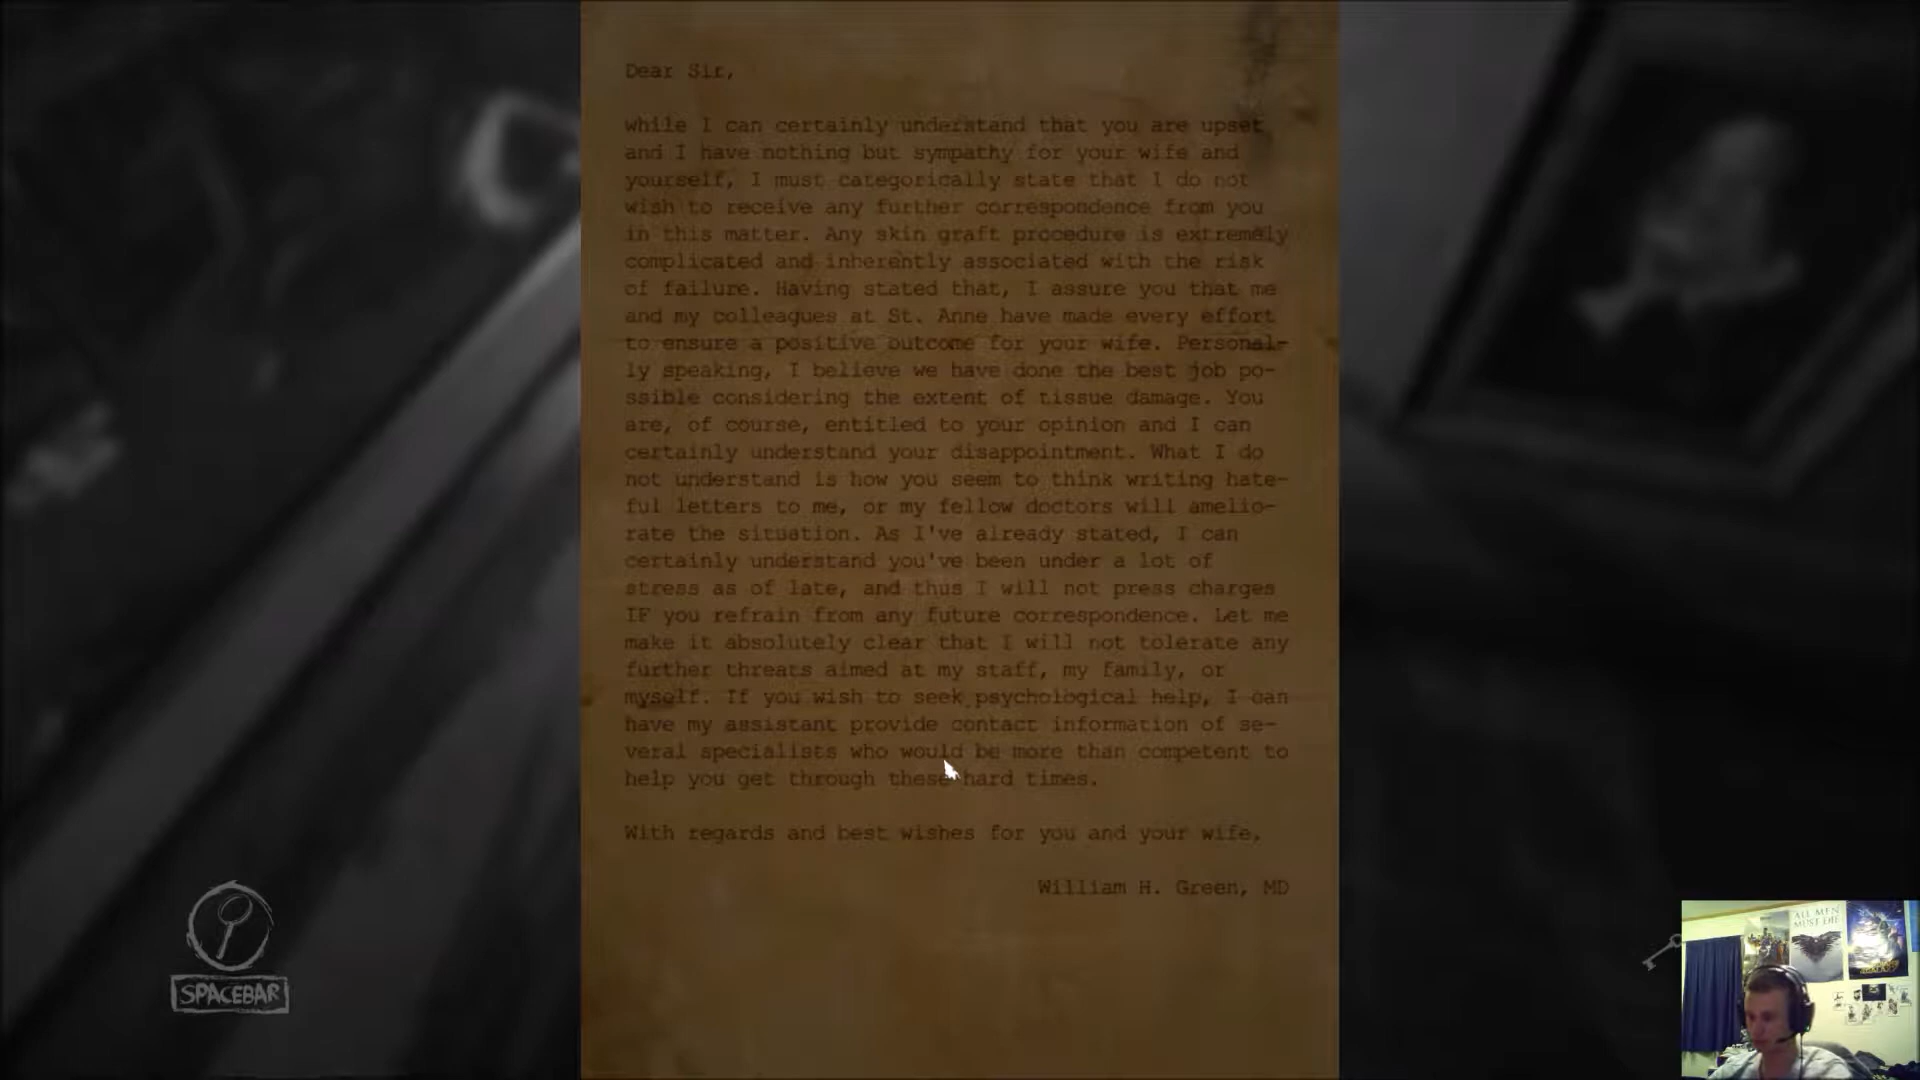 Dear Sir,
while I can certainly understand that you are upset
and I have nothing but sympathy for your wife and
yourself, I must categorically state that I do not
wish to receive any further correspondence from you
in this matter. Any skin graft procedure is extremely
complicated and inherently associated with the risk
of failure. Having stated that, I assure you that me
and my colleagues at St. Anne have made every effort
to ensure a positive outcome for your wife. Personal-
ly speaking, I believe we have done the best job po-
ssible considering the extent of tissue damage. You
are, of course, entitled to your opinion and I can
certainly understand your disappointment. What I do
not understand is how you seem to think writing hate-
ful letters to me, or my fellow doctors will amelio-
rate the situation. As I've already stated, I can
certainly understand you've been under a lot of
stress as of late, and thus I will not press charges
IF you refrain from any future correspondence. Let me
make it absolutely clear that I will not tolerate any
further threats aimed at my staff, my family, or
myself. If you wish to seek psychological help, I can
have my assistant provide contact information of se-
veral specialists who would be more than competent to
help you get through these hard times.
With regards and best wishes for you and your wife,
William H. Green, MD
SPACEBAR
ALL MEN
MUST DIE